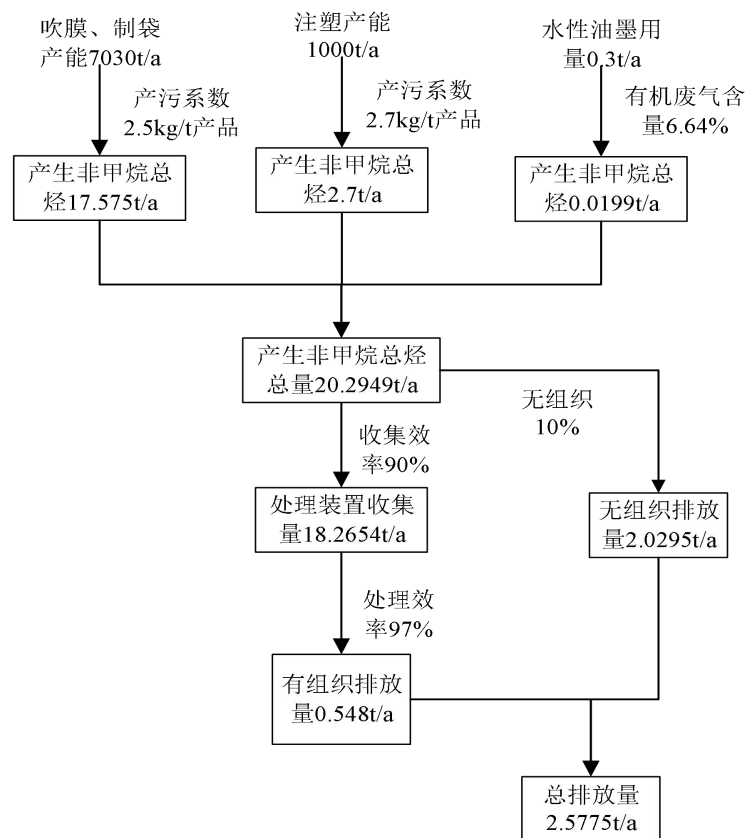 吹膜、制袋
产能7030t/a
注塑产能
1000t/a
水性油墨用
量0.3t/a
产污系数
2.5kg/t产品
产污系数
2.7kg/t产品
有机废气含
量6.64%
产生非甲烷总
烃17.575t/a
产生非甲烷总
烃2.7t/a
产生非甲烷总
烃0.0199t/a
产生非甲烷总烃
总量20.2949t/a
无组织
10%
收集效
率90%
处理装置收集
量18.2654t/a
无组织排放
量2.0295t/a
处理效
率97%
有组织排放
量0.548t/a
总排放量
2.5775t/a